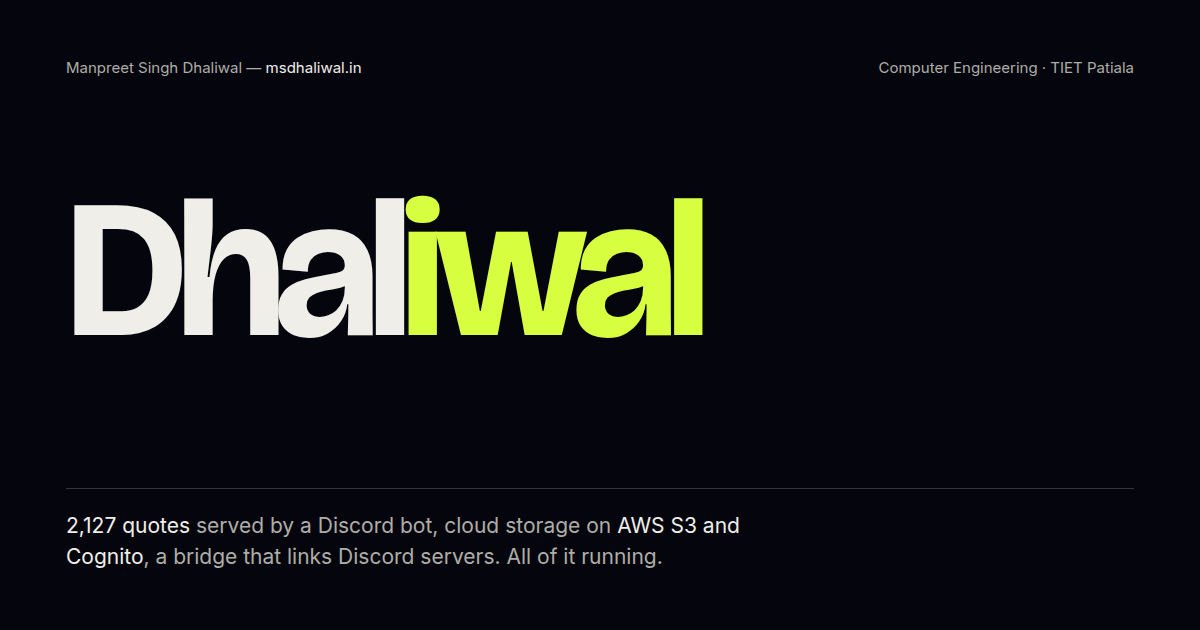 Manpreet Singh Dhaliwal — msdhaliwal.in
Computer Engineering · TIET Patiala
Dhaliwal
2,127 quotes served by a Discord bot, cloud storage on AWS S3 and
Cognito, a bridge that links Discord servers. All of it running.